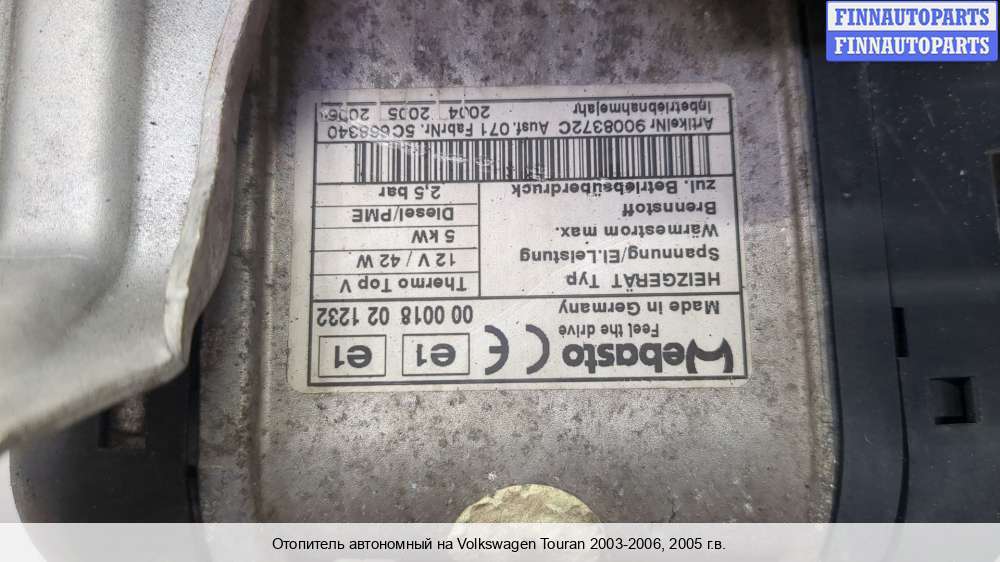 FINNAUTOPARTS
FINNAUTOPARTS
Webasto
Feel the drive
Made in Germany
e1 e1
00 0018 02 1232
HEIZGERÄT Typ Thermo Top V
Spannung/El.Leistung 12 V / 42 W
Wärmestrom max. 5 kW
Brennstoff Diesel/PME
zul. Betriebsüberdruck 2,5 bar
ArtikelNr 9008372C Ausf. 071 FabrNr. 5C668340
Inbetriebnahmejahr 2004 2005 2006
Отопитель автономный на Volkswagen Touran 2003-2006, 2005 г.в.